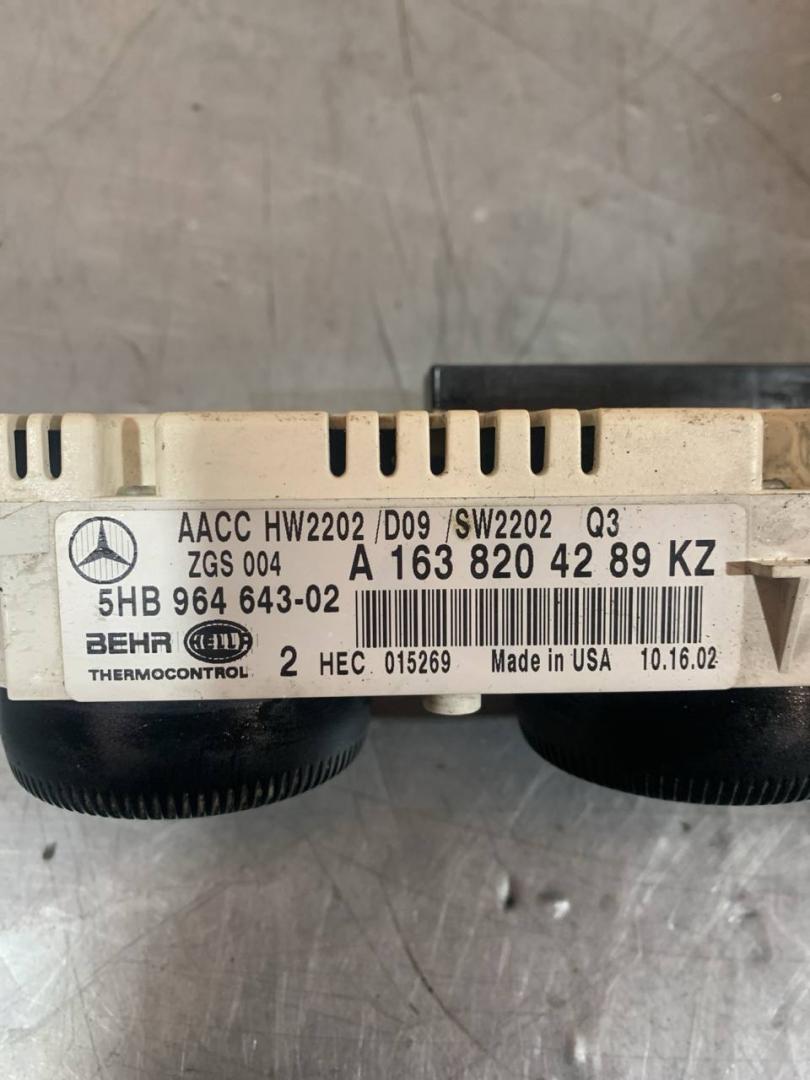 AACC HW2202 /D09 /SW2202 Q3
ZGS 004 A 163 820 42 89 KZ
5HB 964 643-02
BEHR HELLA
THERMOCONTROL 2 HEC 015269 Made in USA 10.16.02